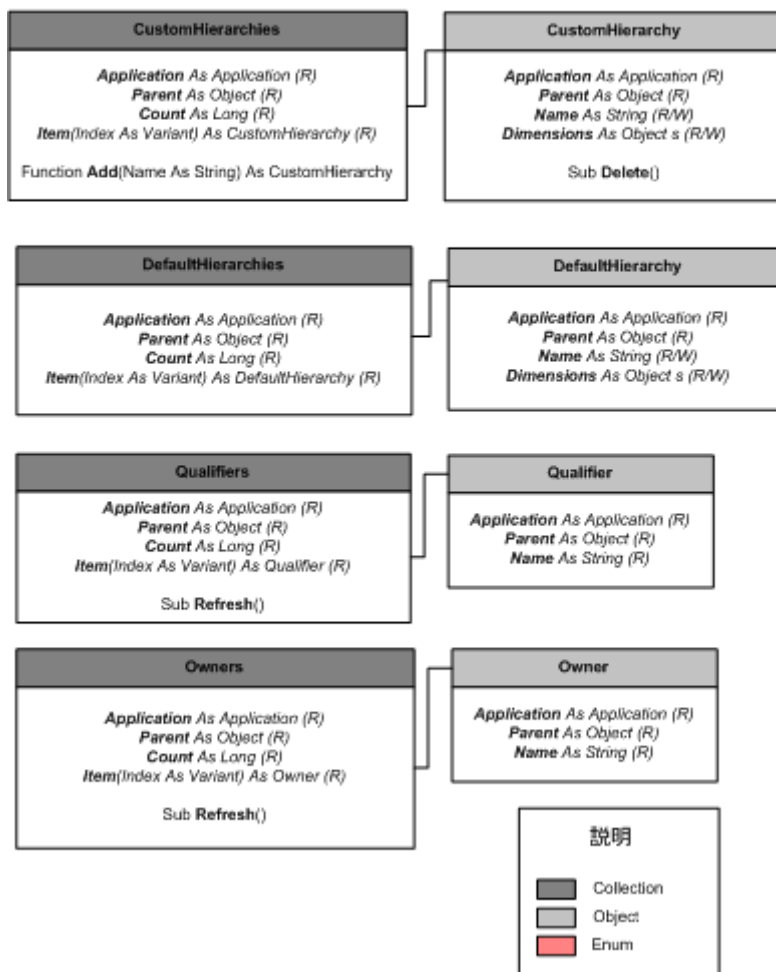 CustomHierarchies
Application As Application (R)
Parent As Object (R)
Count As Long (R)
Item(Index As Variant) As CustomHierarchy (R)
Function Add(Name As String) As CustomHierarchy
CustomHierarchy
Application As Application (R)
Parent As Object (R)
Name As String (R/W)
Dimensions As Object s (R/W)
Sub Delete()
DefaultHierarchies
Application As Application (R)
Parent As Object (R)
Count As Long (R)
Item(Index As Variant) As DefaultHierarchy (R)
DefaultHierarchy
Application As Application (R)
Parent As Object (R)
Name As String (R/W)
Dimensions As Object s (R/W)
Qualifiers
Application As Application (R)
Parent As Object (R)
Count As Long (R)
Item(Index As Variant) As Qualifier (R)
Sub Refresh()
Qualifier
Application As Application (R)
Parent As Object (R)
Name As String (R)
Owners
Application As Application (R)
Parent As Object (R)
Count As Long (R)
Item(Index As Variant) As Owner (R)
Sub Refresh()
Owner
Application As Application (R)
Parent As Object (R)
Name As String (R)
説明
Collection
Object
Enum